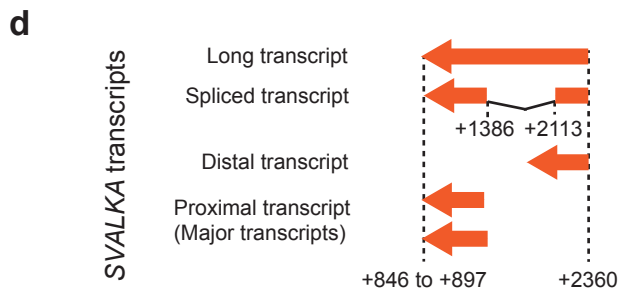 d
SVALKA transcripts
Long transcript
Spliced transcript
+1386 +2113
Distal transcript
Proximal transcript
(Major transcripts)
+846 to +897 +2360